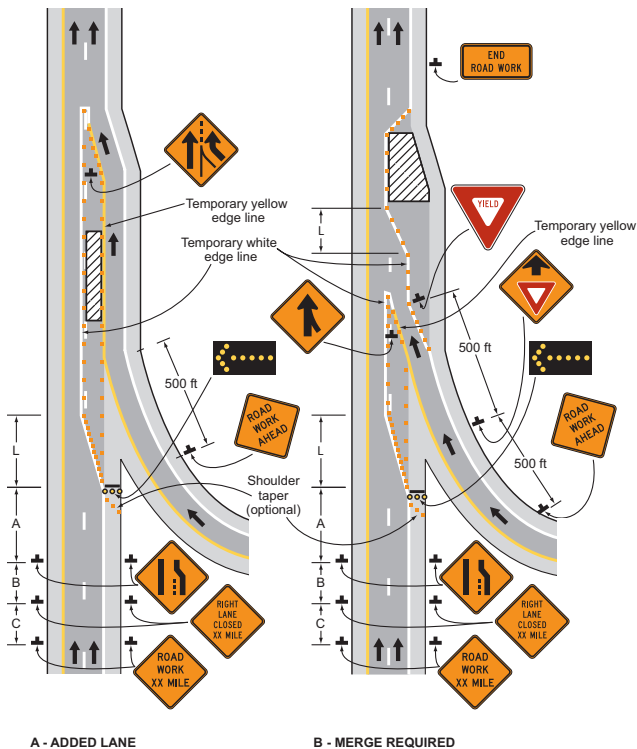 END
ROAD WORK
YIELD
Temporary yellow
edge line
Temporary white
edge line
Temporary yellow
edge line
L
500 ft
500 ft
ROAD
WORK
AHEAD
ROAD
WORK
AHEAD
500 ft
L
L
Shoulder
taper
(optional)
A
A
B
B
RIGHT
LANE
CLOSED
XX MILE
RIGHT
LANE
CLOSED
XX MILE
C
C
ROAD
WORK
XX MILE
ROAD
WORK
XX MILE
A - ADDED LANE
B - MERGE REQUIRED